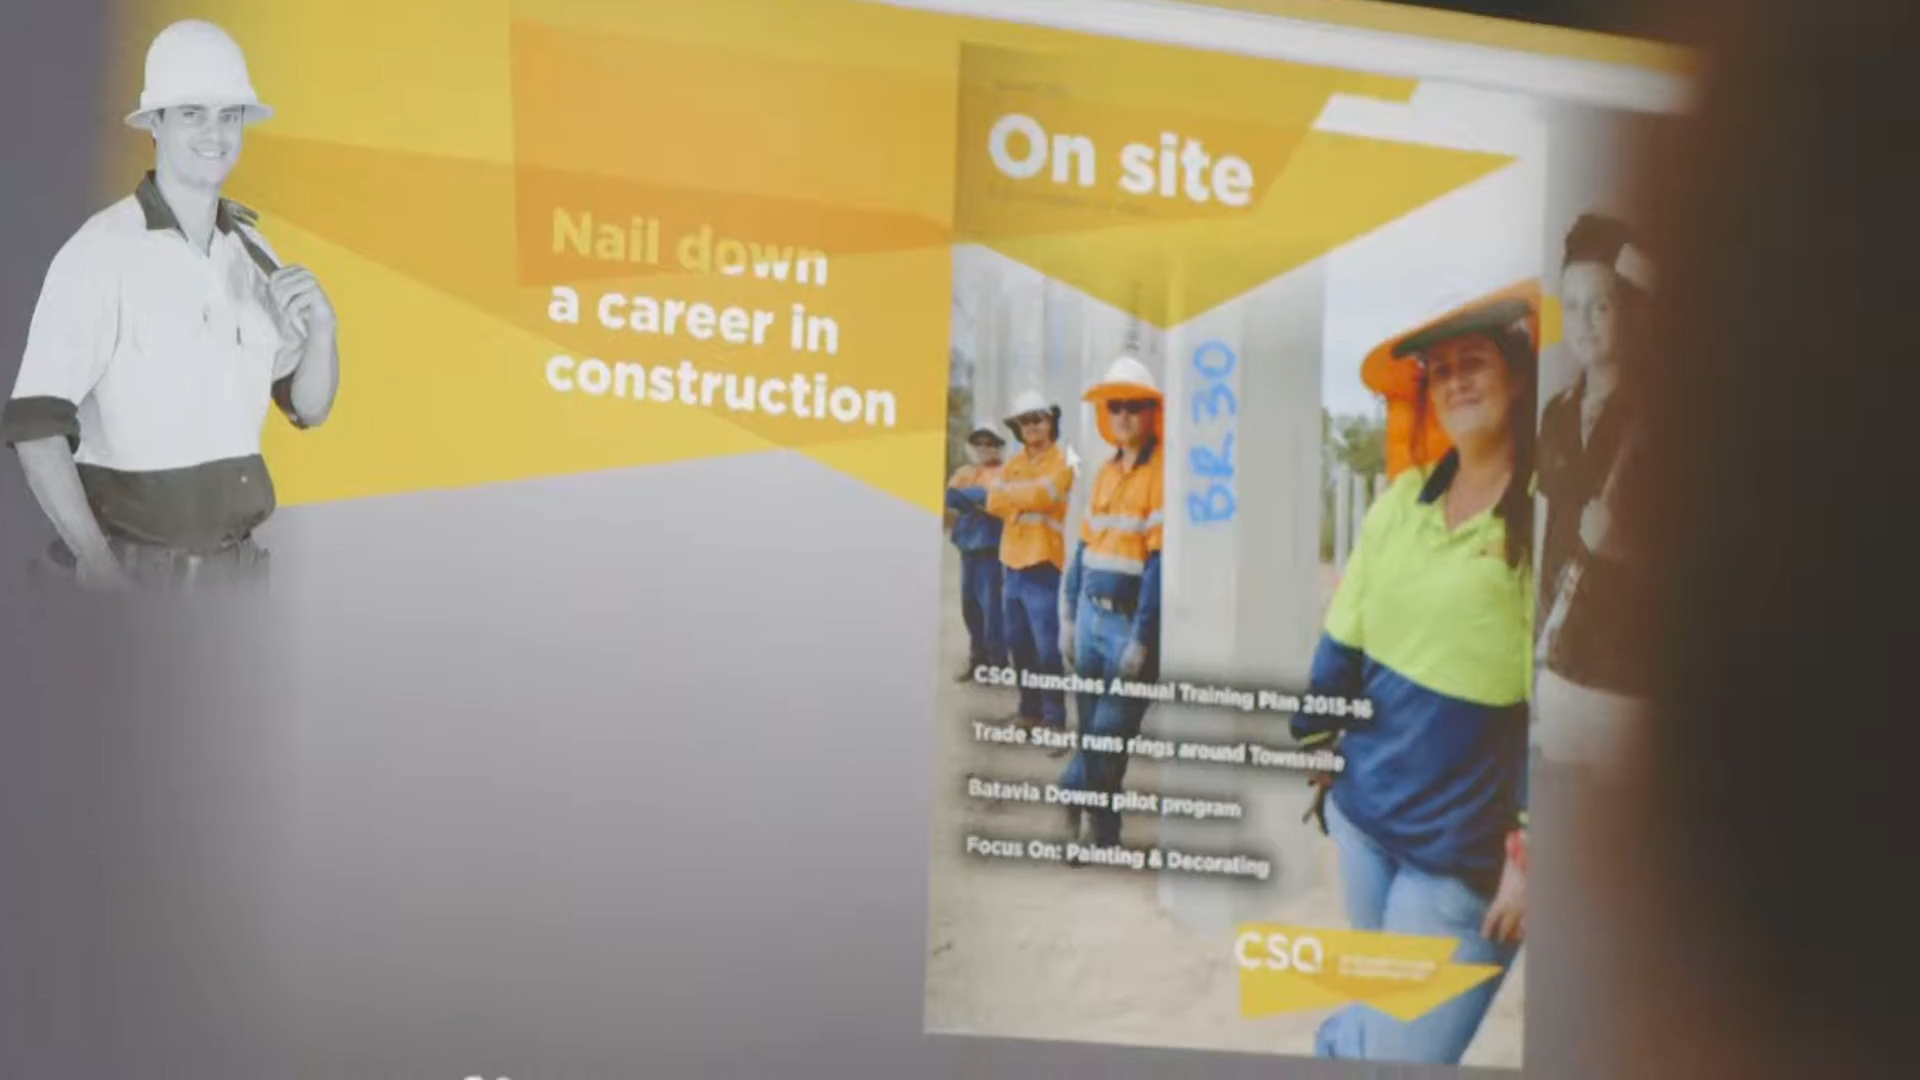 Nail down
a career in
construction
On site
BR30
CSQ launches Annual Training Plan 2015-16
Trade Start runs rings around Townsville
Batavia Downs pilot program
Focus On: Painting & Decorating
CSQ